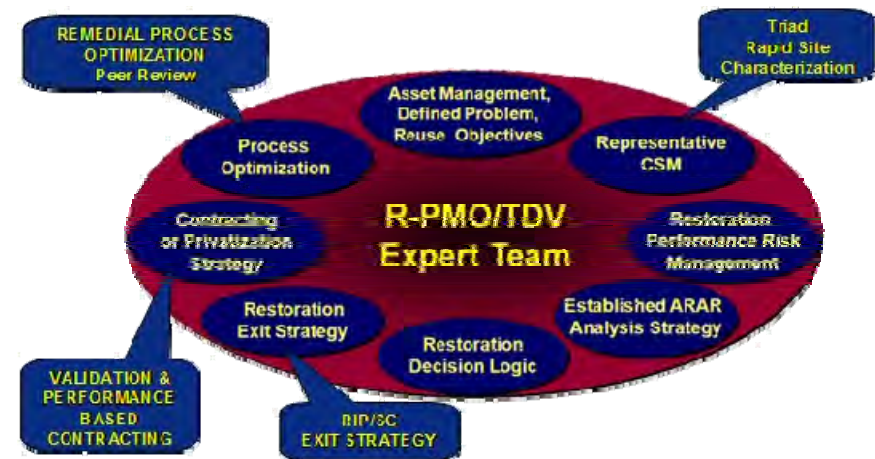 REMEDIAL PROCESS
OPTIMIZATION
Peer Review
Triad
Rapid Site
Characterization
Asset Management,
Defined Problem,
Reuse Objectives
Process
Optimization
Representative
CSM
Contracting
or Privatization
Strategy
R-PMO/TDV
Expert Team
Restoration
Performance Risk
Management
Restoration
Exit Strategy
Established ARAR
Analysis Strategy
Restoration
Decision Logic
VALIDATION &
PERFORMANCE
BASED
CONTRACTING
RIP/SC
EXIT STRATEGY